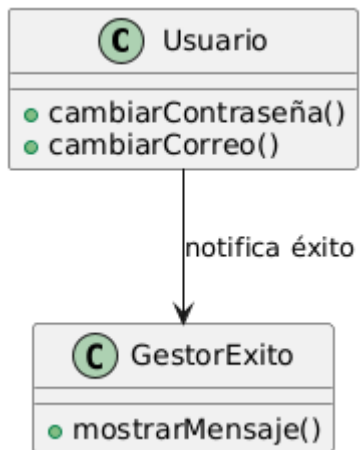 C Usuario
cambiarContraseña()
cambiarCorreo()
notifica éxito
C GestorExito
mostrarMensaje()